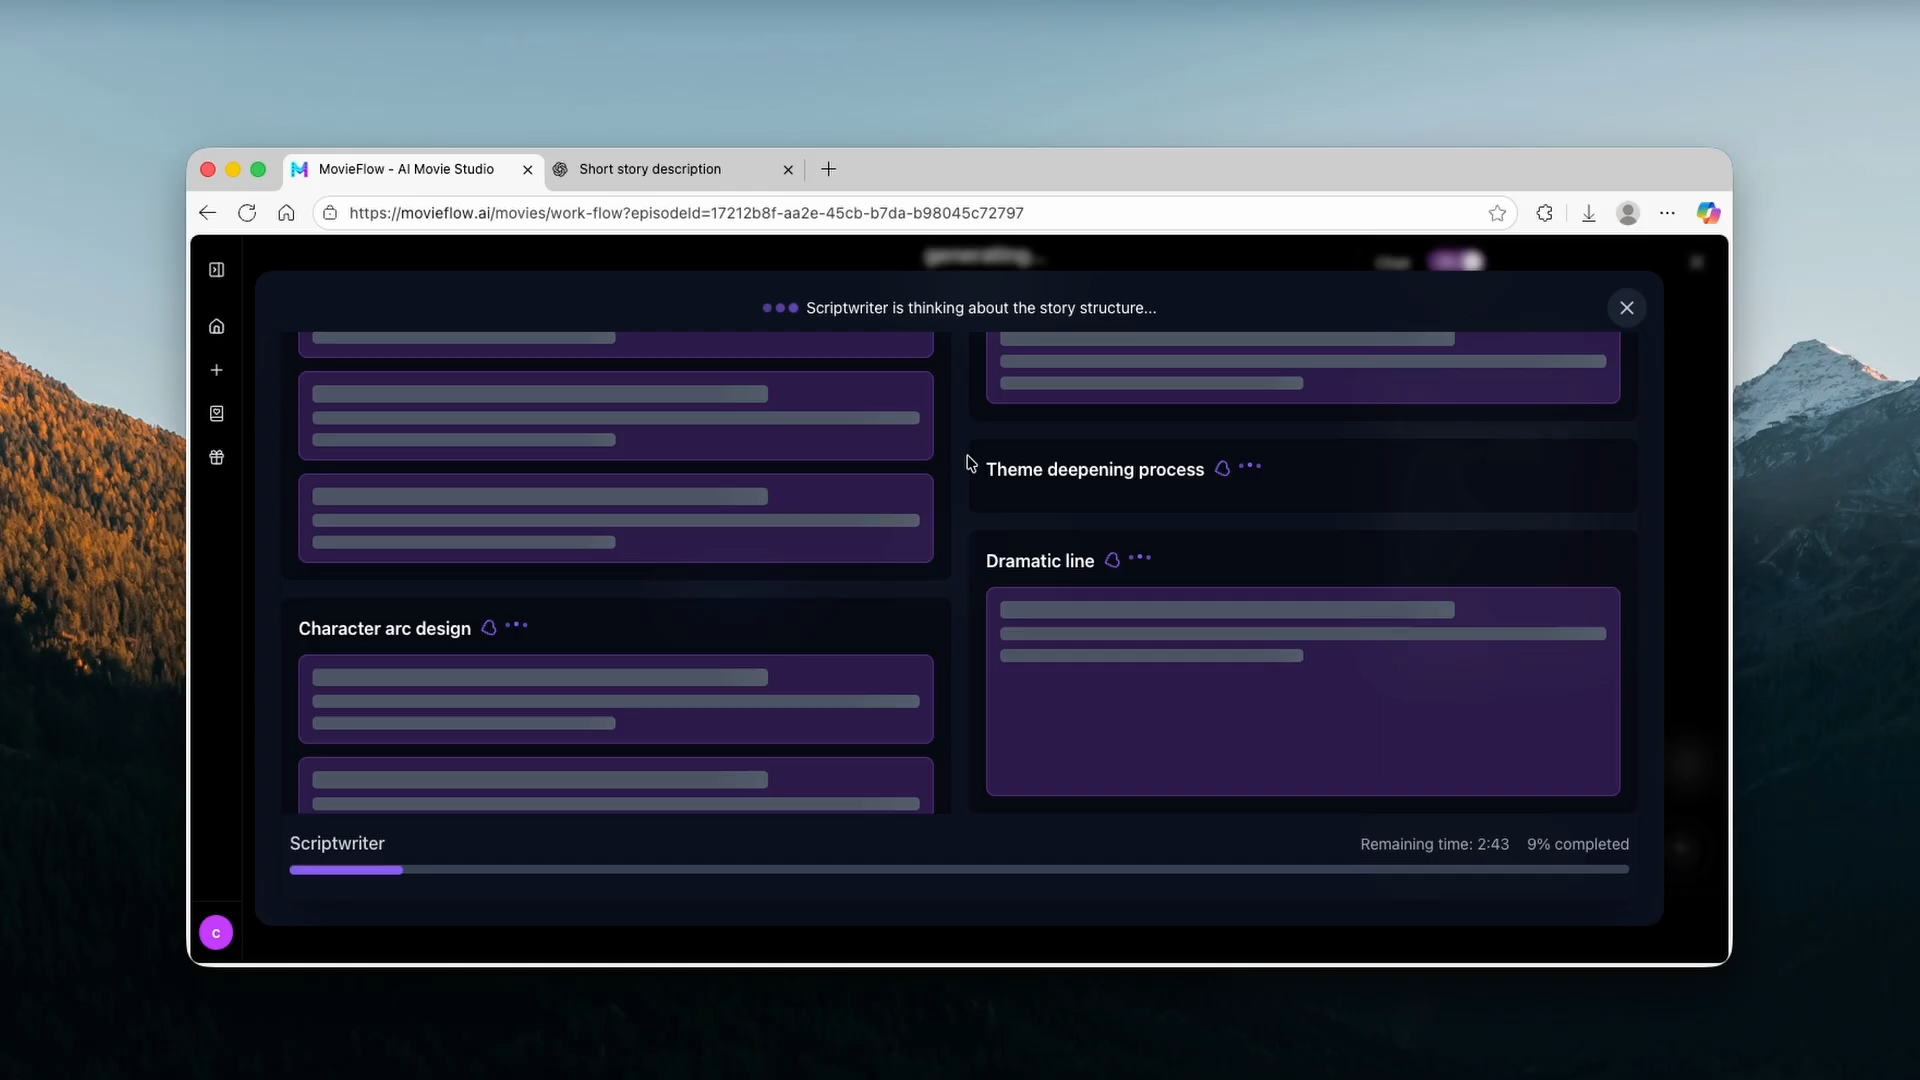 MovieFlow - AI Movie Studio
Short story description
https://movieflow.ai/movies/work-flow?episodeId=17212b8f-aa2e-45cb-b7da-b98045c72797
generating...
Chat
Scriptwriter is thinking about the story structure...
Theme deepening process
Dramatic line
Character arc design
Scriptwriter
Remaining time: 2:43 9% completed
c